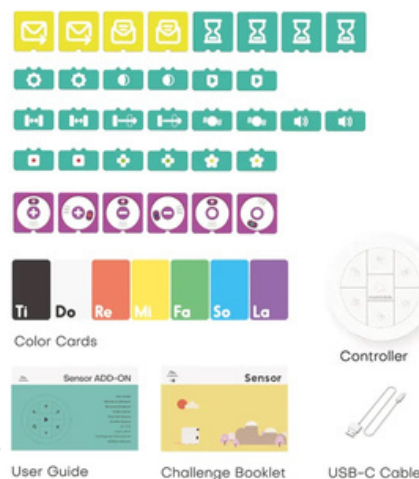 Ti Do Re Mi Fa So La
Color Cards
Controller
Sensor ADD-ON
Sensor
User Guide
Challenge Booklet
USB-C Cable